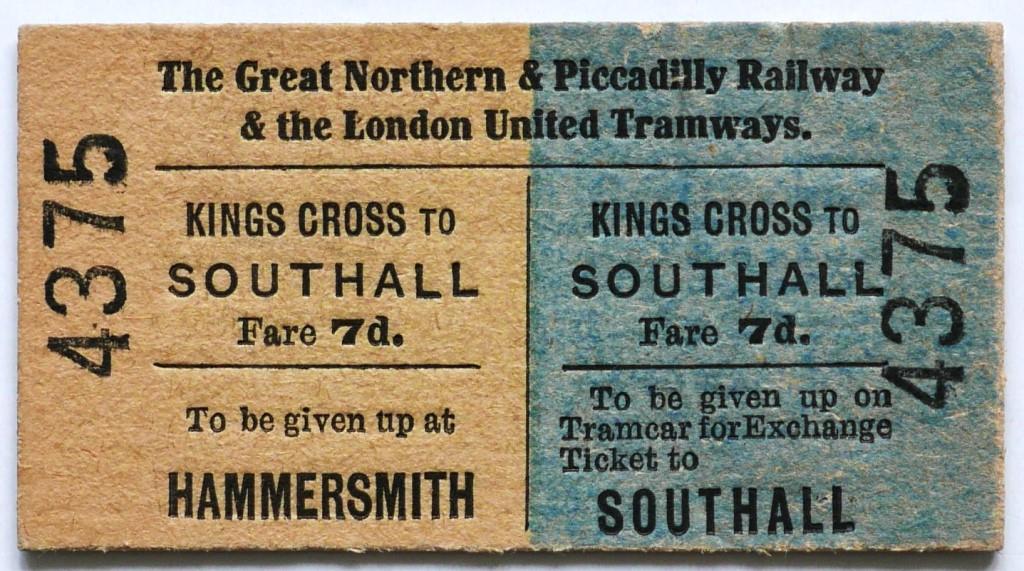 The Great Northern & Piccadilly Railway
& the London United Tramways.
4375
KINGS CROSS TO
SOUTHALL
Fare 7d.
To be given up at
HAMMERSMITH
KINGS CROSS TO
SOUTHALL
Fare 7d.
To be given up on
Tramcar for Exchange
Ticket to
SOUTHALL
4375